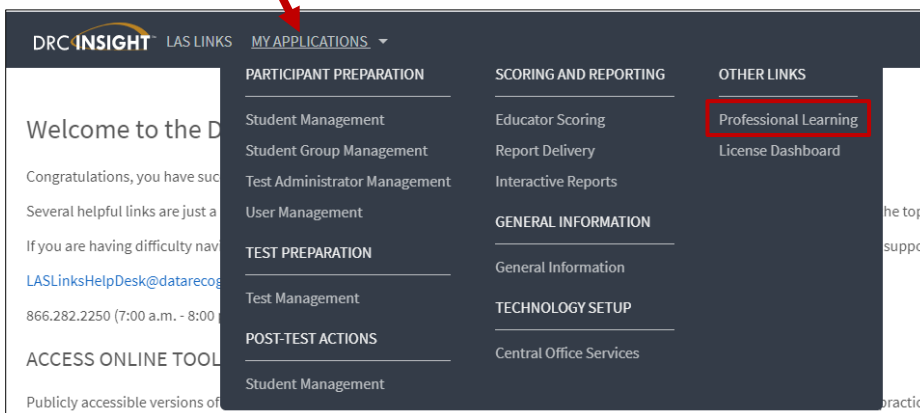 DRC INSIGHT LAS LINKS MY APPLICATIONS
PARTICIPANT PREPARATION
Student Management
Student Group Management
Test Administrator Management
User Management
TEST PREPARATION
Test Management
POST-TEST ACTIONS
Student Management
SCORING AND REPORTING
Educator Scoring
Report Delivery
Interactive Reports
GENERAL INFORMATION
General Information
TECHNOLOGY SETUP
Central Office Services
OTHER LINKS
Professional Learning
License Dashboard
Welcome to the D
Congratulations, you have suc
Several helpful links are just a
he top
If you are having difficulty navi
suppo
LASLinksHelpDesk@datarecog
866.282.2250 (7:00 a.m. - 8:00
ACCESS ONLINE TOOL
Publicly accessible versions of
practic